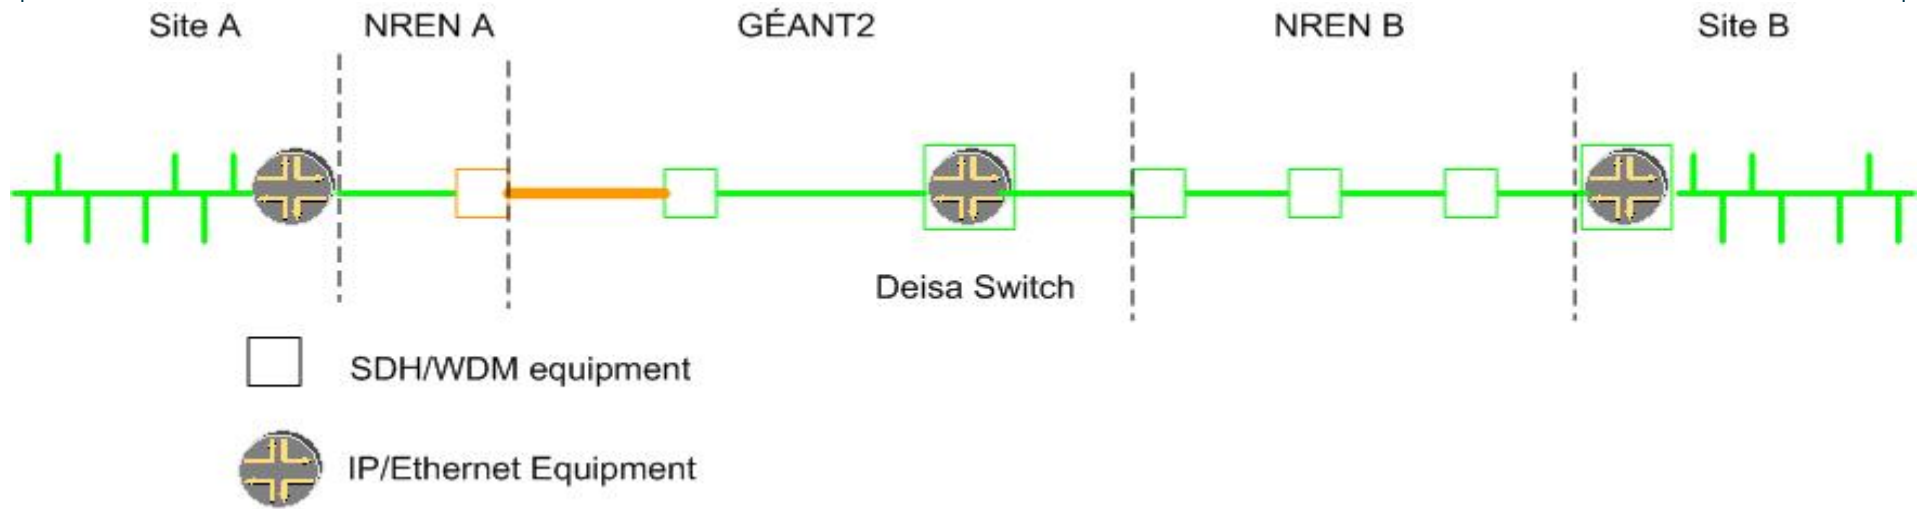 Site A
NREN A
GÉANT2
NREN B
Site B
Deisa Switch
SDH/WDM equipment
IP/Ethernet Equipment